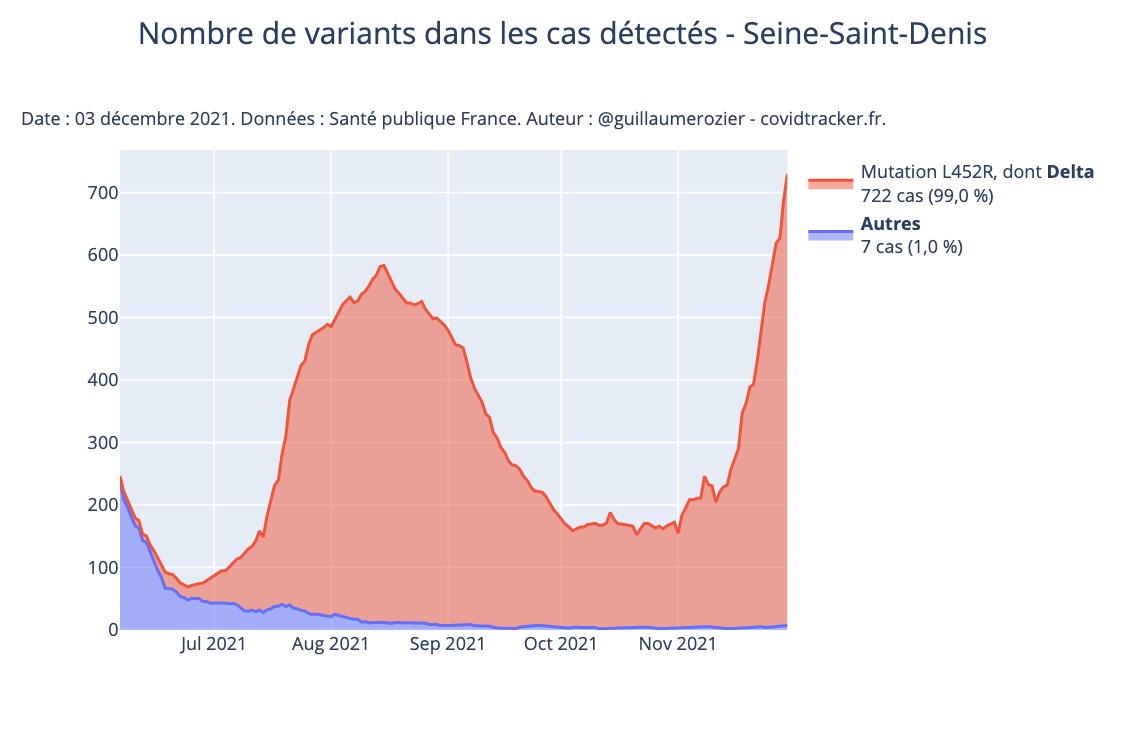 Nombre de variants dans les cas détectés - Seine-Saint-Denis
Date : 03 décembre 2021. Données : Santé publique France. Auteur : @guillaumerozier - covidtracker.fr.
Mutation L452R, dont Delta
722 cas (99,0 %)
Autres
7 cas (1,0 %)
700
600
500
400
300
200
100
0
Jul 2021
Aug 2021
Sep 2021
Oct 2021
Nov 2021